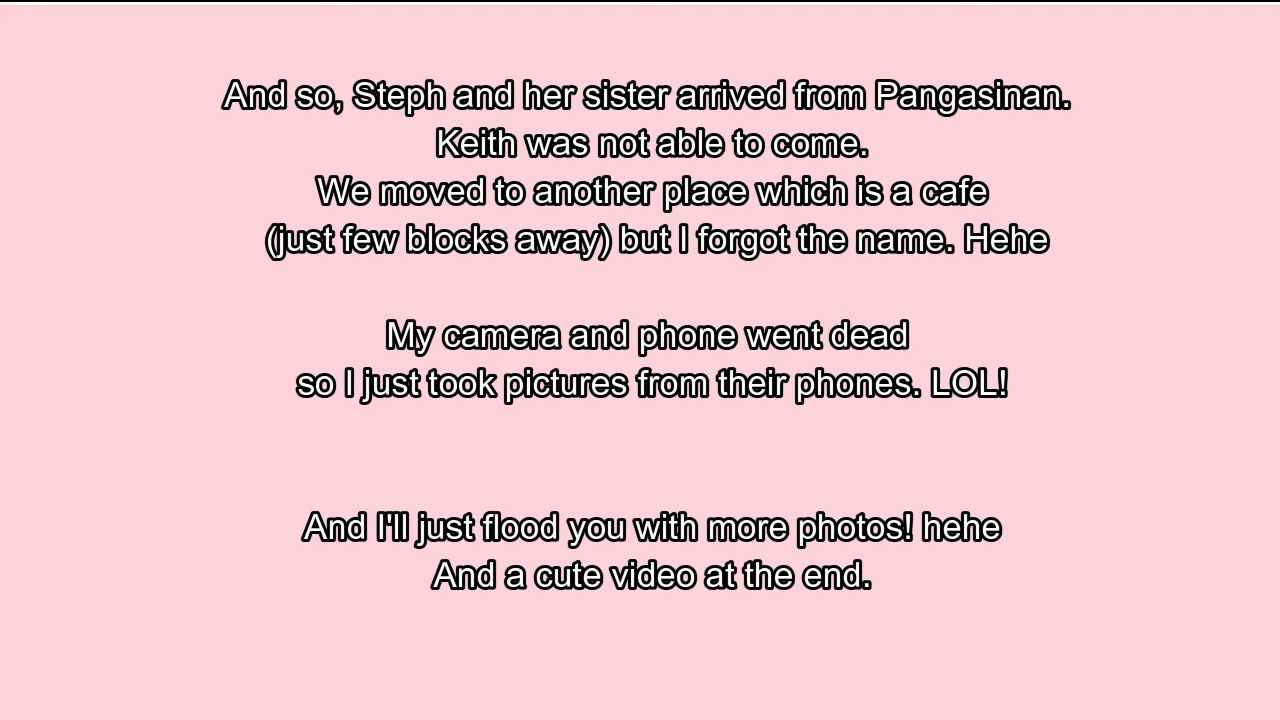 And so, Steph and her sister arrived from Pangasinan.
Keith was not able to come.
We moved to another place which is a cafe
(just few blocks away) but I forgot the name. Hehe
My camera and phone went dead
so I just took pictures from their phones. LOL!
And I'll just flood you with more photos! hehe
And a cute video at the end.